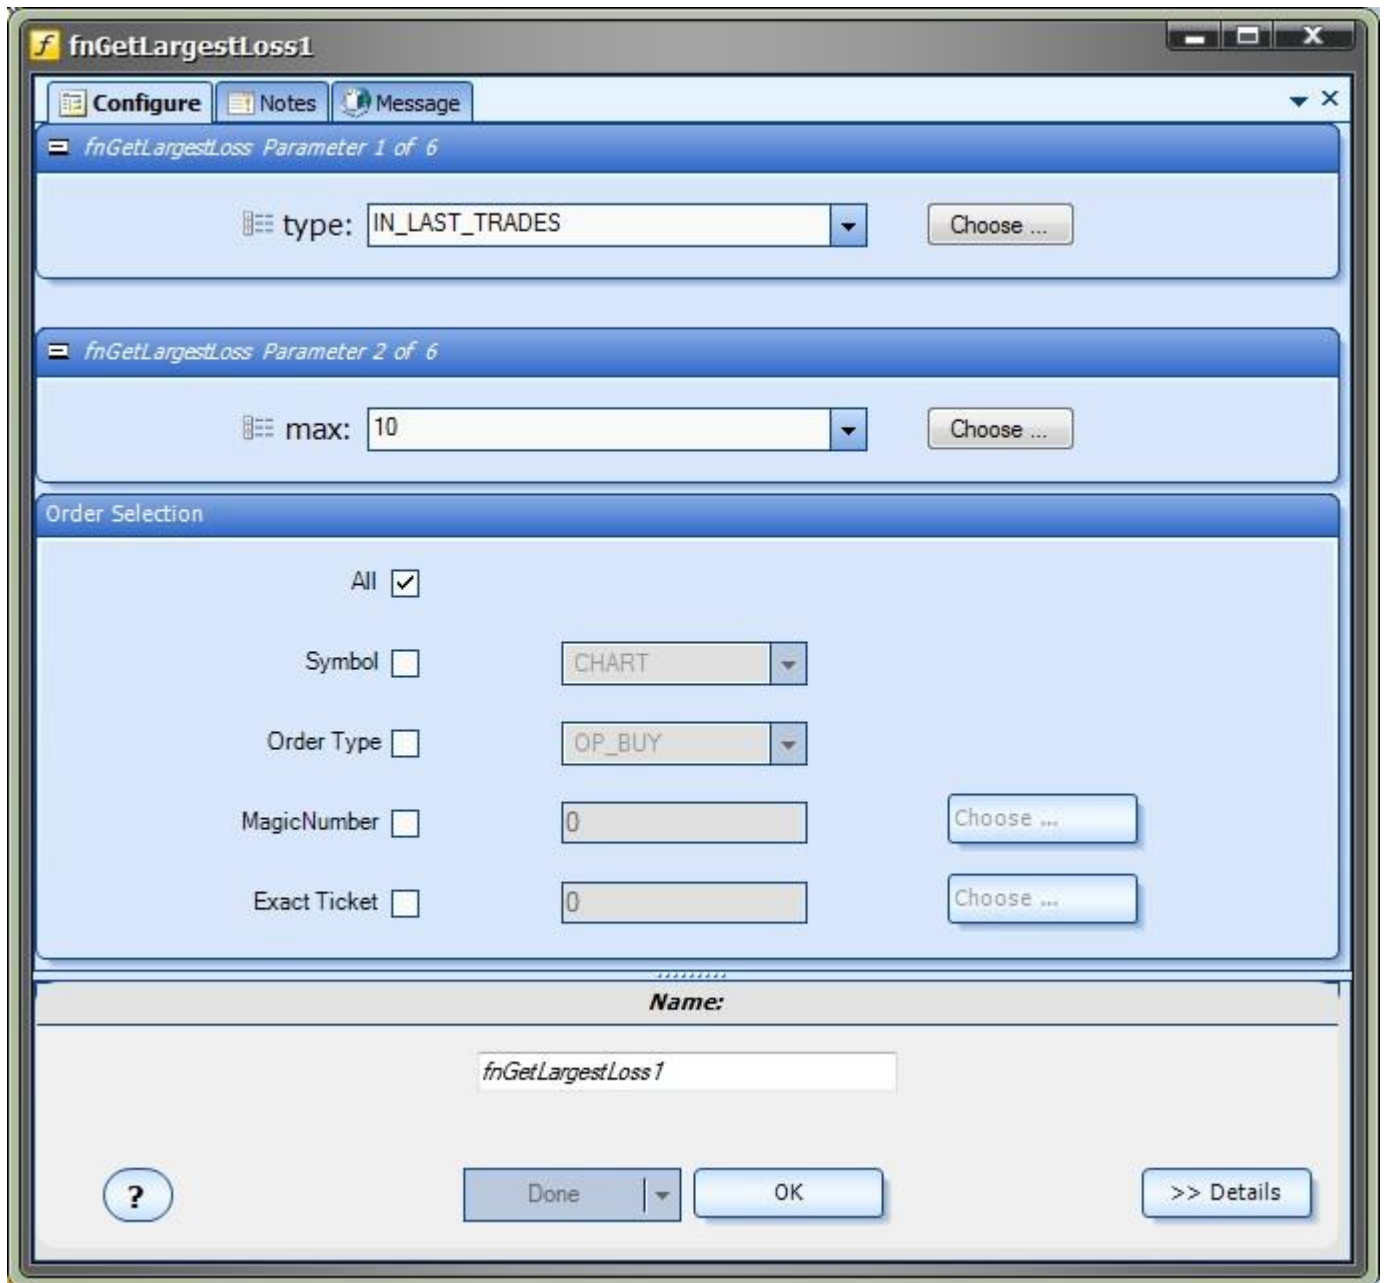 fnGetLargestLoss1
Configure Notes Message
fnGetLargestLoss Parameter 1 of 6
type: IN_LAST_TRADES Choose ...
fnGetLargestLoss Parameter 2 of 6
max: 10 Choose ...
Order Selection
All
Symbol CHART
Order Type OP_BUY
MagicNumber 0 Choose ...
Exact Ticket 0 Choose ...
Name:
fnGetLargestLoss1
? Done OK >> Details